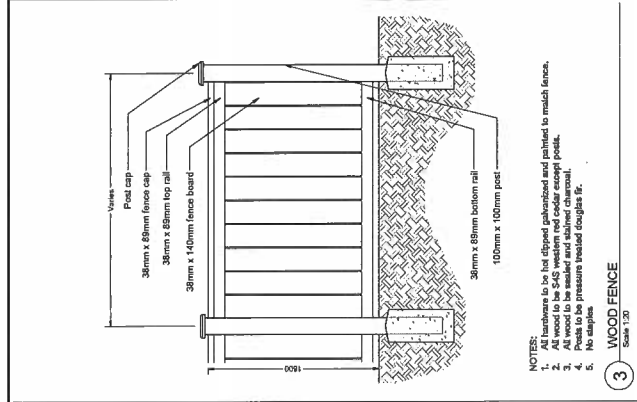 Varies
Post cap
38mm x 89mm fence cap
38mm x 89mm top rail
38mm x 140mm fence board
1800
38mm x 89mm bottom rail
100mm x 100mm post
NOTES:
1. All hardware to be hot dipped galvanized and painted to match fence.
2. All wood to be S4S western red cedar except posts.
3. All wood to be sealed and stained charcoal.
4. Posts to be pressure treated douglas fir.
5. No staples
3 WOOD FENCE
Scale 1:20